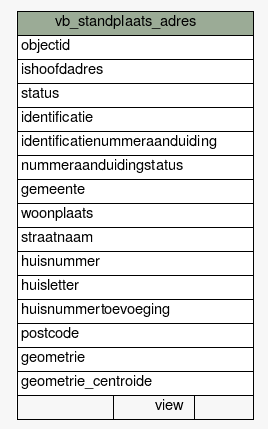 vb_standplaats_adres
objectid
ishoofdadres
status
identificatie
identificatienummeraanduiding
nummeraanduidingstatus
gemeente
woonplaats
straatnaam
huisnummer
huisletter
huisnummertoevoeging
postcode
geometrie
geometrie_centroide
view